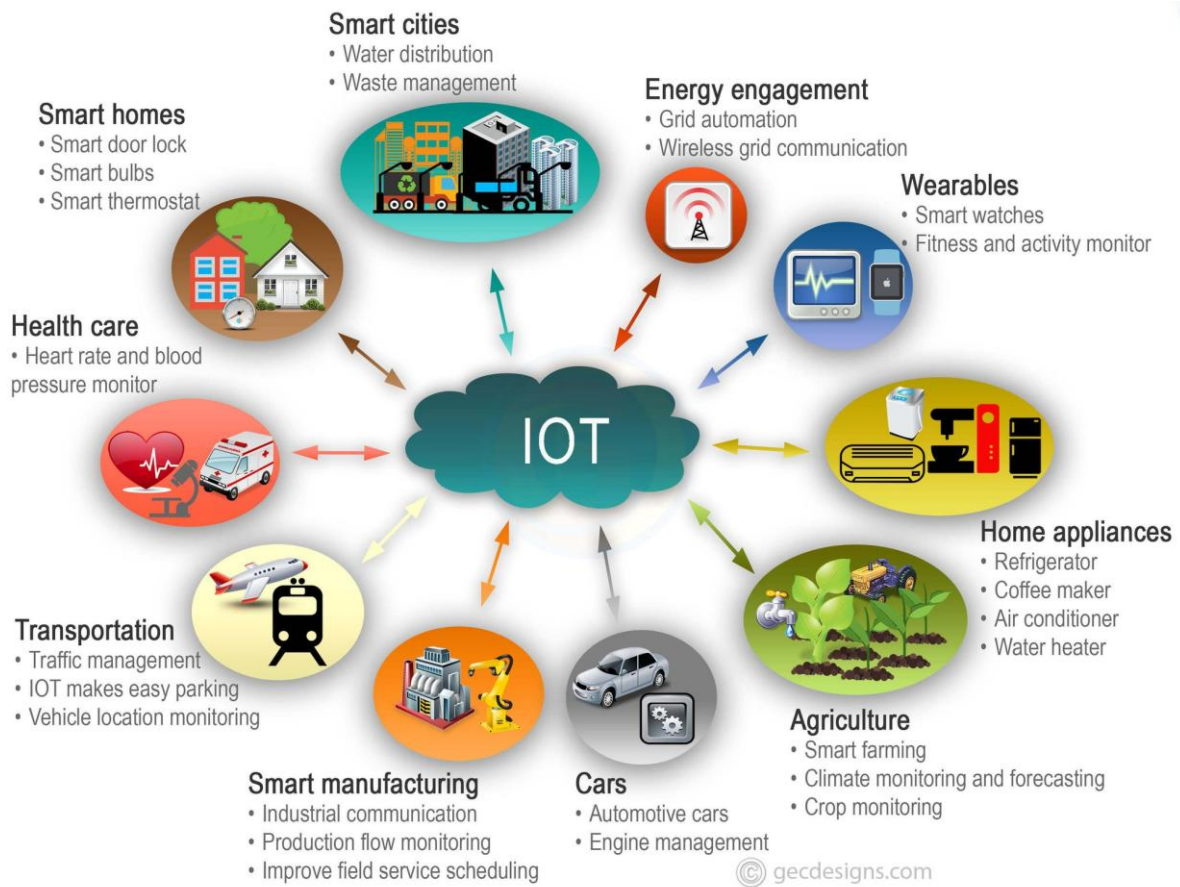 Smart cities
• Water distribution
• Waste management
Energy engagement
• Grid automation
• Wireless grid communication
Smart homes
• Smart door lock
• Smart bulbs
• Smart thermostat
Wearables
• Smart watches
• Fitness and activity monitor
Health care
• Heart rate and blood
pressure monitor
IOT
Home appliances
• Refrigerator
• Coffee maker
• Air conditioner
• Water heater
Transportation
• Traffic management
• IOT makes easy parking
• Vehicle location monitoring
Agriculture
• Smart farming
• Climate monitoring and forecasting
• Crop monitoring
Smart manufacturing
• Industrial communication
• Production flow monitoring
• Improve field service scheduling
Cars
• Automotive cars
• Engine management
© gecdesigns.com